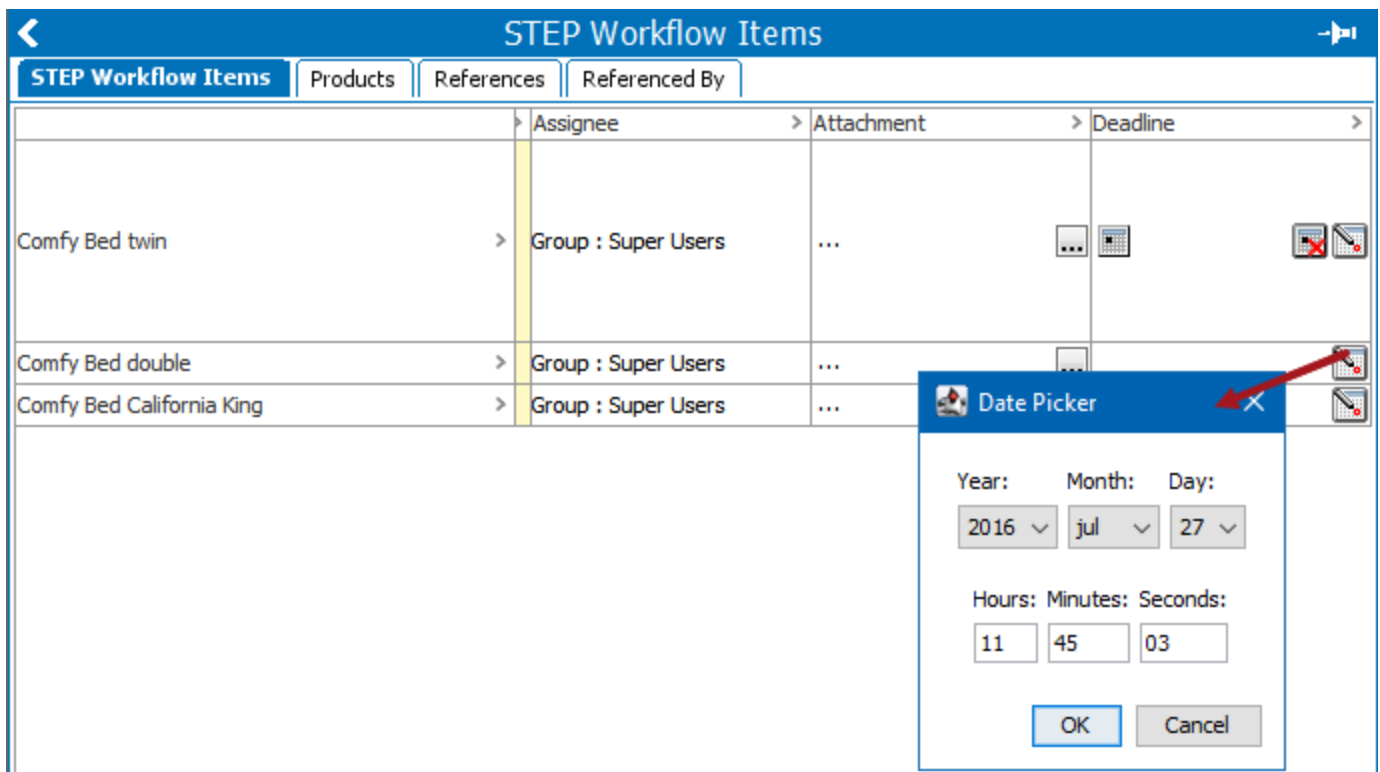 STEP Workflow Items
STEP Workflow Items Products References Referenced By
> Assignee > Attachment > Deadline >
Comfy Bed twin > Group : Super Users ... ...
Comfy Bed double > Group : Super Users ... ...
Comfy Bed California King > Group : Super Users ...
Date Picker
Year: Month: Day:
2016 jul 27
Hours: Minutes: Seconds:
11 45 03
OK Cancel